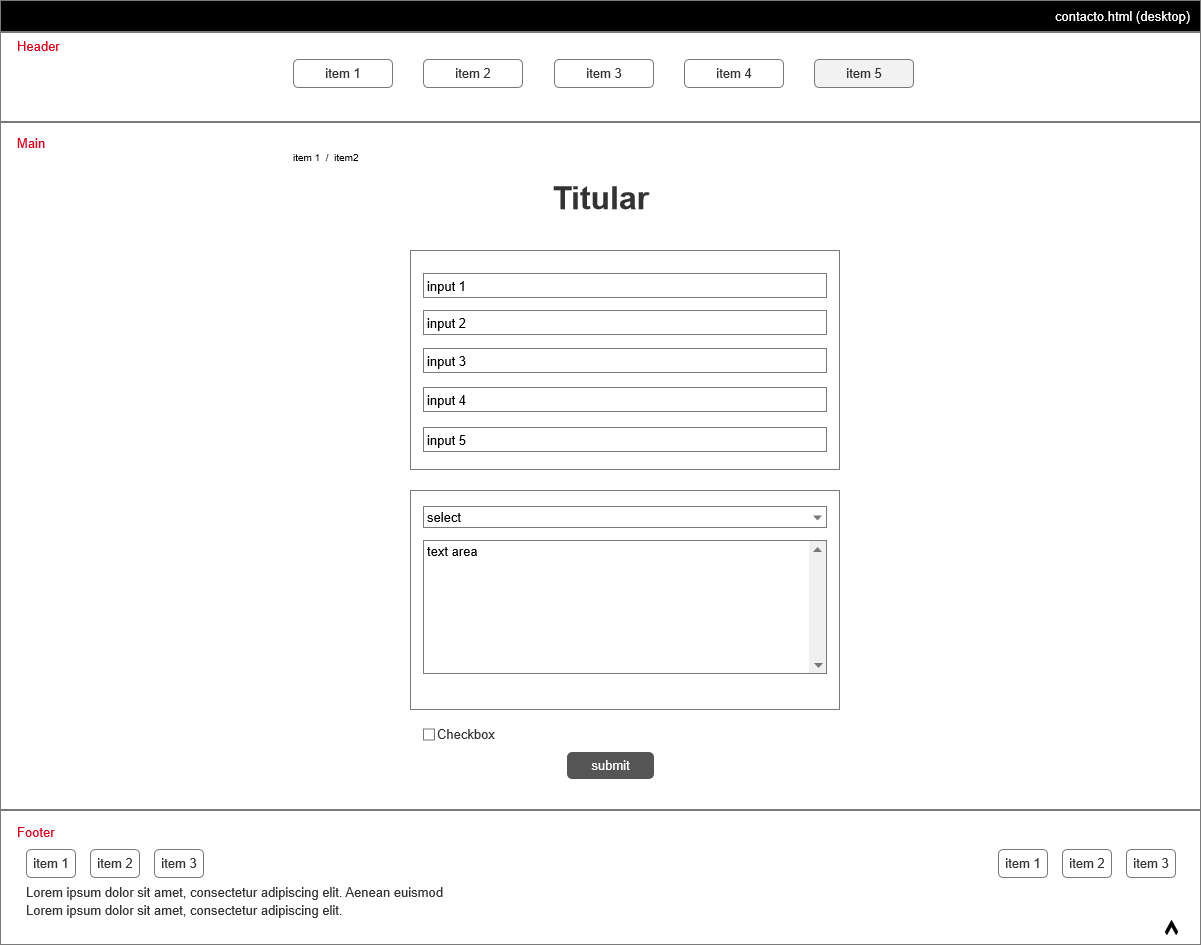 contacto.html (desktop)
Header
item 1 item 2 item 3 item 4 item 5
Main
item 1 / item2
Titular
input 1
input 2
input 3
input 4
input 5
select
text area
Checkbox
submit
Footer
item 1 item 2 item 3 item 1 item 2 item 3
Lorem ipsum dolor sit amet, consectetur adipiscing elit. Aenean euismod
Lorem ipsum dolor sit amet, consectetur adipiscing elit.